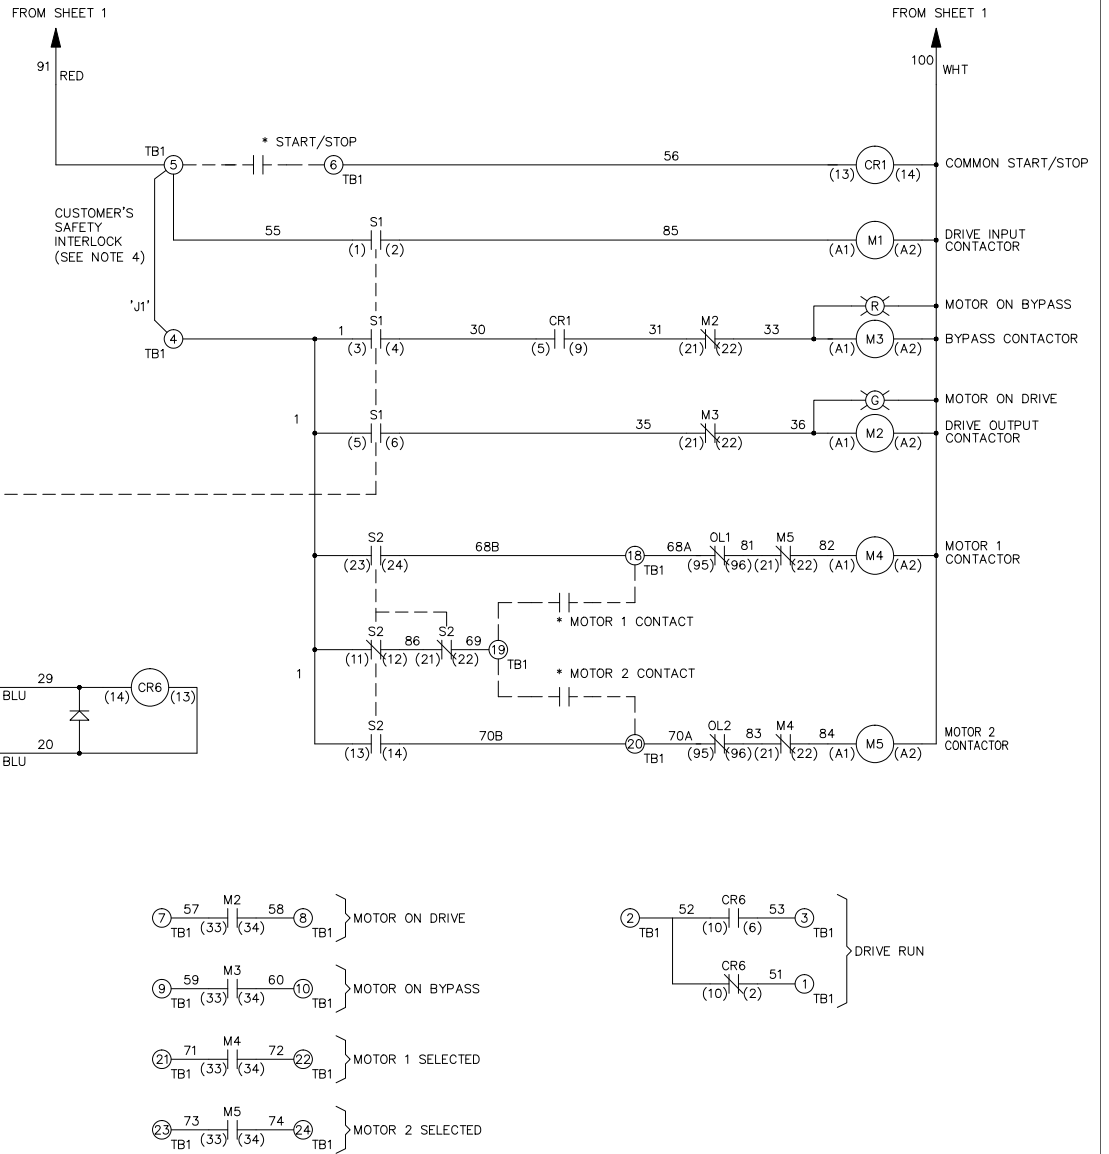 FROM SHEET 1 FROM SHEET 1
91 RED 100 WHT
* START/STOP
TB1 5 6 TB1 56 (13) CR1 (14) COMMON START/STOP
CUSTOMER'S
SAFETY
INTERLOCK
(SEE NOTE 4)
55 S1 (1) (2) 85 (A1) M1 (A2) DRIVE INPUT
CONTACTOR
R MOTOR ON BYPASS
'J1'
TB1 4 1 S1 (3) (4) 30 CR1 (5) (9) 31 M2 (21) (22) 33 (A1) M3 (A2) BYPASS CONTACTOR
G MOTOR ON DRIVE
1 S1 (5) (6) 35 M3 (21) (22) 36 (A1) M2 (A2) DRIVE OUTPUT
CONTACTOR
S2 (23) (24) 68B 18 TB1 68A OL1 (95) (96) 81 M5 (21) (22) 82 (A1) M4 (A2) MOTOR 1
CONTACTOR
* MOTOR 1 CONTACT
S2 (11) (12) 86 S2 (21) (22) 69 19 TB1
1 * MOTOR 2 CONTACT
29 BLU (14) CR6 (13)
20 BLU
S2 (13) (14) 70B 20 TB1 70A OL2 (95) (96) 83 M4 (21) (22) 84 (A1) M5 (A2) MOTOR 2
CONTACTOR
7 TB1 57 M2 (33) (34) 58 8 TB1 MOTOR ON DRIVE
9 TB1 59 M3 (33) (34) 60 10 TB1 MOTOR ON BYPASS
21 TB1 71 M4 (33) (34) 72 22 TB1 MOTOR 1 SELECTED
23 TB1 73 M5 (33) (34) 74 24 TB1 MOTOR 2 SELECTED
2 TB1 52 CR6 (10) (6) 53 3 TB1
DRIVE RUN
CR6 (10) (2) 51 1 TB1